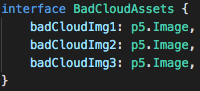 interface BadCloudAssets {
    badCloudImg1: p5.Image,
    badCloudImg2: p5.Image,
    badCloudImg3: p5.Image,
}